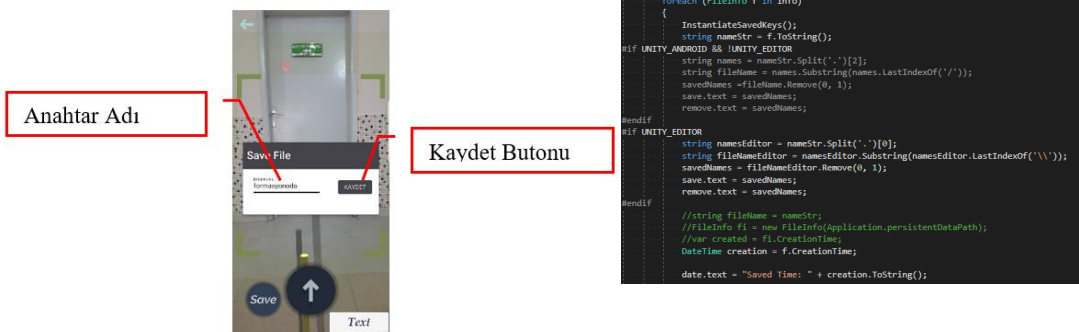 Anahtar Adı
Save File
formasyonoda
KAYDET
Save
Text
Kaydet Butonu
foreach (FileInfo f in info)
{
InstantiateSavedKeys();
string nameStr = f.ToString();
#if UNITY_ANDROID && !UNITY_EDITOR
string names = nameStr.Split('.')[2];
string fileName = names.Substring(names.LastIndexOf('/'));
savedNames =fileName.Remove(0, 1);
save.text = savedNames;
remove.text = savedNames;
#endif
#if UNITY_EDITOR
string namesEditor = nameStr.Split('.')[0];
string fileNameEditor = namesEditor.Substring(namesEditor.LastIndexOf('\\'));
savedNames = fileNameEditor.Remove(0, 1);
save.text = savedNames;
remove.text = savedNames;
#endif
//string fileName = nameStr;
//FileInfo fi = new FileInfo(Application.persistentDataPath);
//var created = fi.CreationTime;
DateTime creation = f.CreationTime;
date.text = "Saved Time: " + creation.ToString();